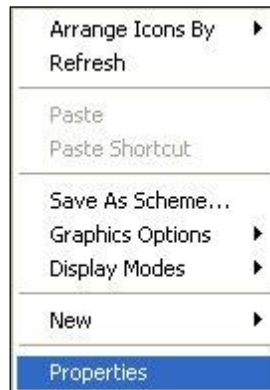 Arrange Icons By
Refresh
Paste
Paste Shortcut
Save As Scheme...
Graphics Options
Display Modes
New
Properties